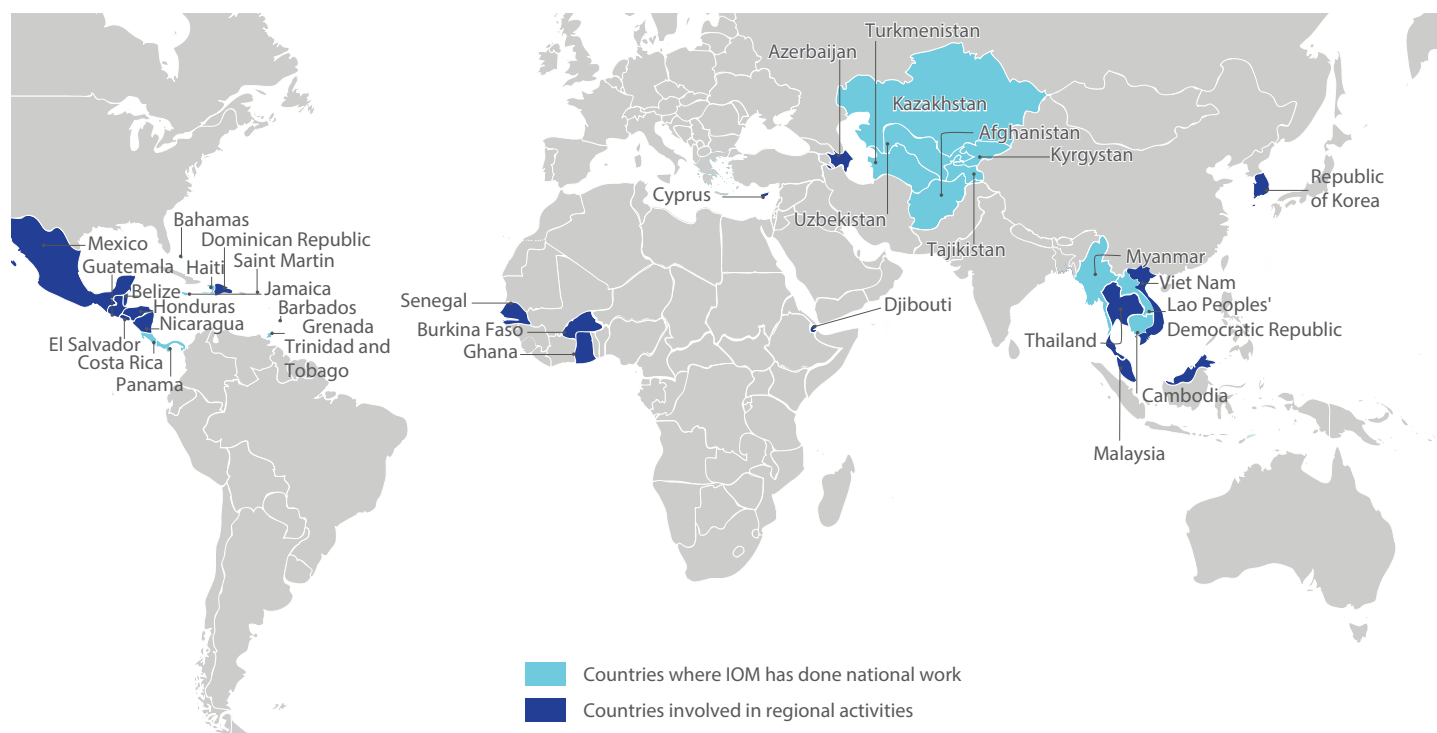 Turkmenistan
Azerbaijan
Kazakhstan
Afghanistan
Kyrgystan
Cyprus
Uzbekistan
Tajikistan
Republic
of Korea
Bahamas
Dominican Republic
Mexico
Saint Martin
Guatemala
Haiti
Belize
Jamaica
Honduras
Barbados
Nicaragua
Grenada
El Salvador
Trinidad and
Tobago
Costa Rica
Panama
Senegal
Burkina Faso
Ghana
Djibouti
Myanmar
Viet Nam
Lao Peoples'
Democratic Republic
Thailand
Cambodia
Malaysia
Countries where IOM has done national work
Countries involved in regional activities